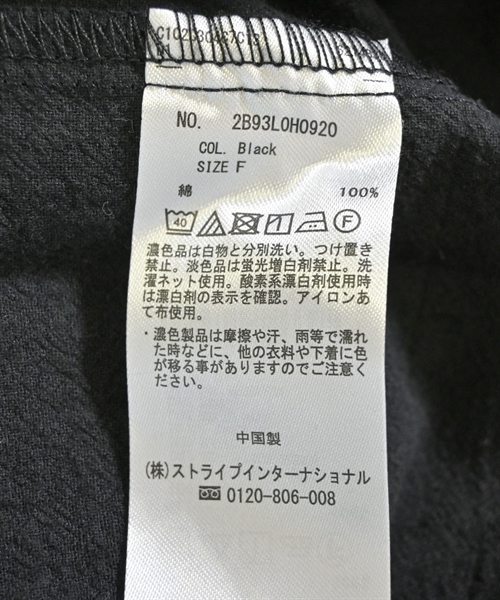 NO. 2B93L0H0920
COL. Black
SIZE F
綿 100%
40 F
濃色品は白物と分別洗い。つけ置き
禁止。淡色品は蛍光増白剤禁止。洗
濯ネット使用。酸素系漂白剤使用時
は漂白剤の表示を確認。アイロンあ
て布使用。
・濃色製品は摩擦や汗、雨等で濡れ
た時などに、他の衣料や下着に色
が移る事がありますのでご注意く
ださい。
中国製
(株)ストライプインターナショナル
0120-806-008